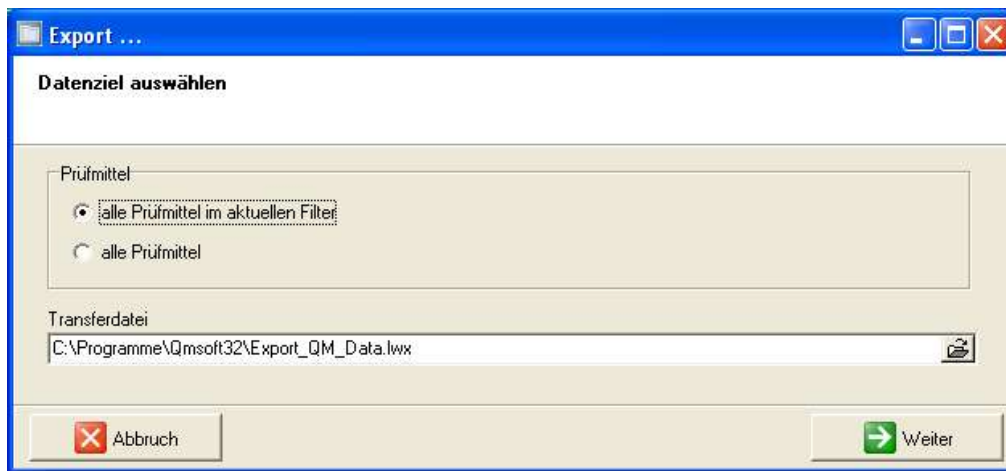 Export ...
Datenziel auswählen
Prüfmittel
alle Prüfmittel im aktuellen Filter
alle Prüfmittel
Transferdatei
C:\Programme\Qmsoft32\Export_QM_Data.lwx
Abbruch
Weiter